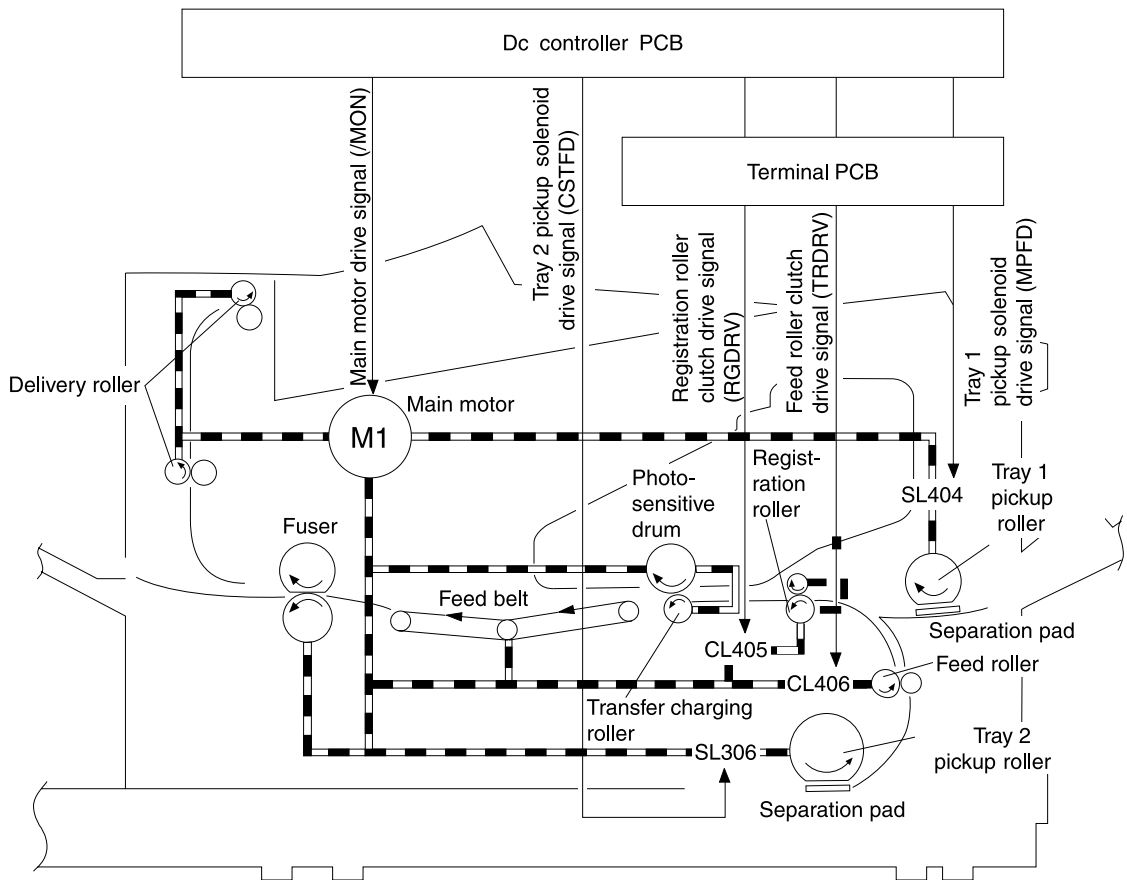 Dc controller PCB
Main motor drive signal (/MON)
Tray 2 pickup solenoid
drive signal (CSTFD)
Terminal PCB
Registration roller
clutch drive signal
(RGDRV)
Feed roller clutch
drive signal (TRDRV)
Tray 1
pickup solenoid
drive signal (MPFD)
Delivery roller
Main motor
M1
Photo-
sensitive
drum
Regist-
ration
roller
SL404
Tray 1
pickup
roller
Fuser
Feed belt
Separation pad
CL405
Feed roller
CL406
Transfer charging
roller
SL306
Tray 2
pickup roller
Separation pad